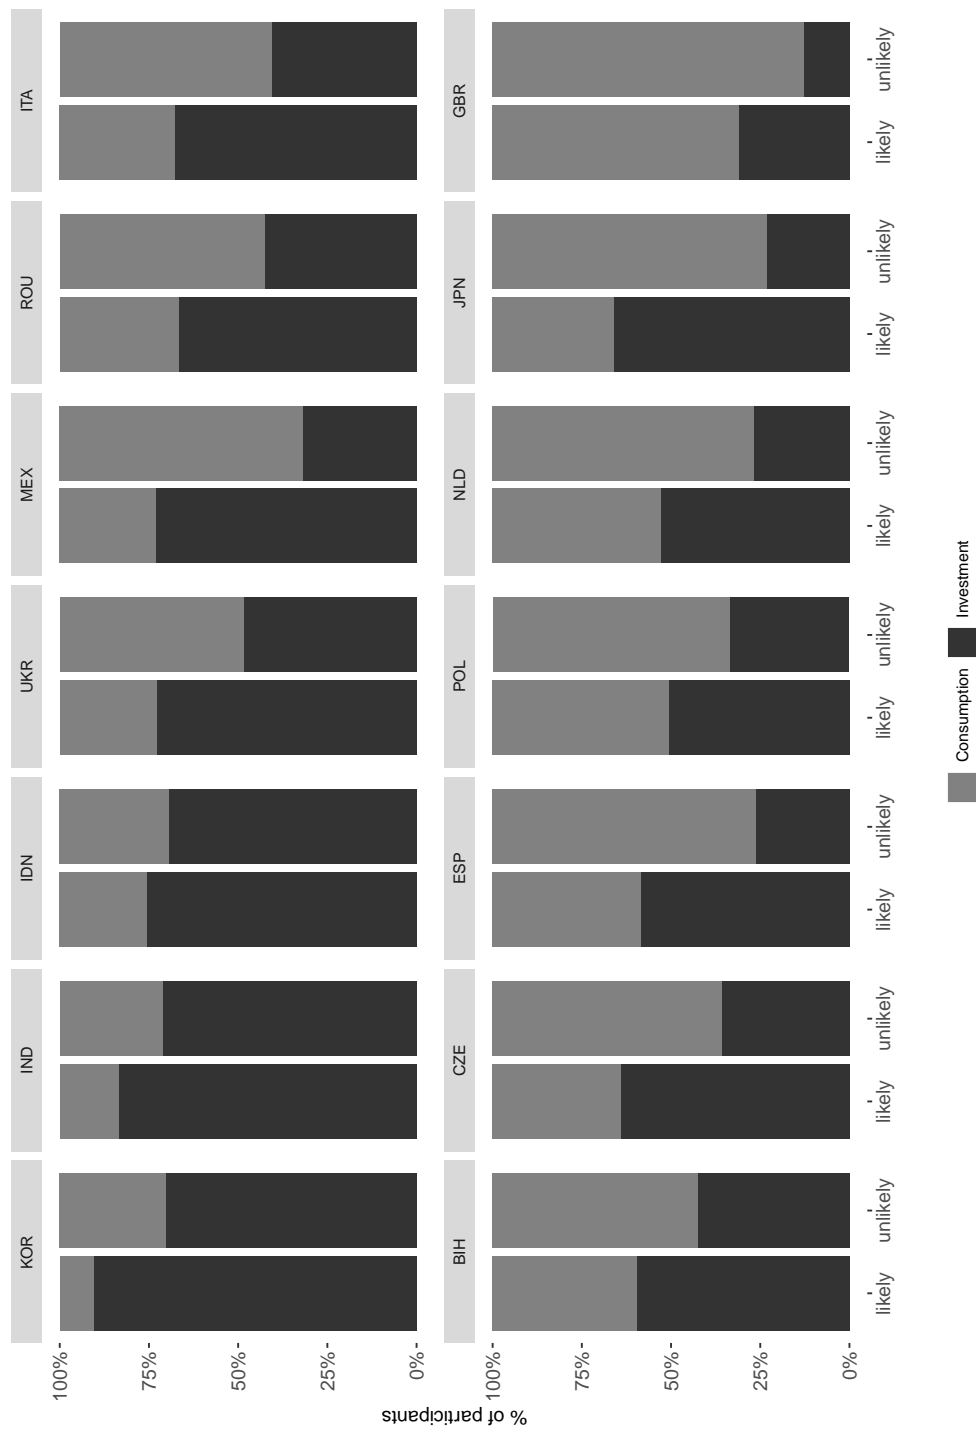 KOR
IND
IDN
UKR
MEX
ROU
ITA
100%
75%
50%
25%
0%
BIH
CZE
ESP
POL
NLD
JPN
GBR
100%
75%
50%
25%
0%
likely unlikely
likely unlikely
likely unlikely
likely unlikely
likely unlikely
likely unlikely
likely unlikely
% of participants
Consumption Investment